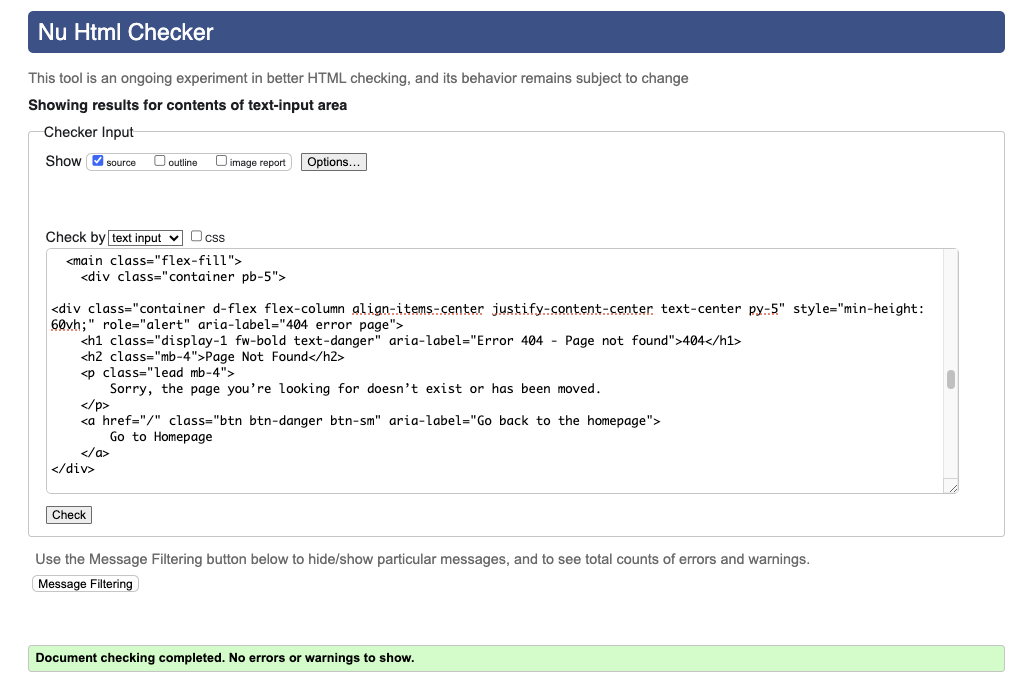 Nu Html Checker
This tool is an ongoing experiment in better HTML checking, and its behavior remains subject to change
Showing results for contents of text-input area
Checker Input
Show source outline image report Options...
Check by text input CSS
<main class="flex-fill">
<div class="container pb-5">
<div class="container d-flex flex-column align-items-center justify-content-center text-center py-5" style="min-height:
60vh;" role="alert" aria-label="404 error page">
<h1 class="display-1 fw-bold text-danger" aria-label="Error 404 - Page not found">404</h1>
<h2 class="mb-4">Page Not Found</h2>
<p class="lead mb-4">
Sorry, the page you’re looking for doesn’t exist or has been moved.
</p>
<a href="/" class="btn btn-danger btn-sm" aria-label="Go back to the homepage">
Go to Homepage
</a>
</div>
Check
Use the Message Filtering button below to hide/show particular messages, and to see total counts of errors and warnings.
Message Filtering
Document checking completed. No errors or warnings to show.